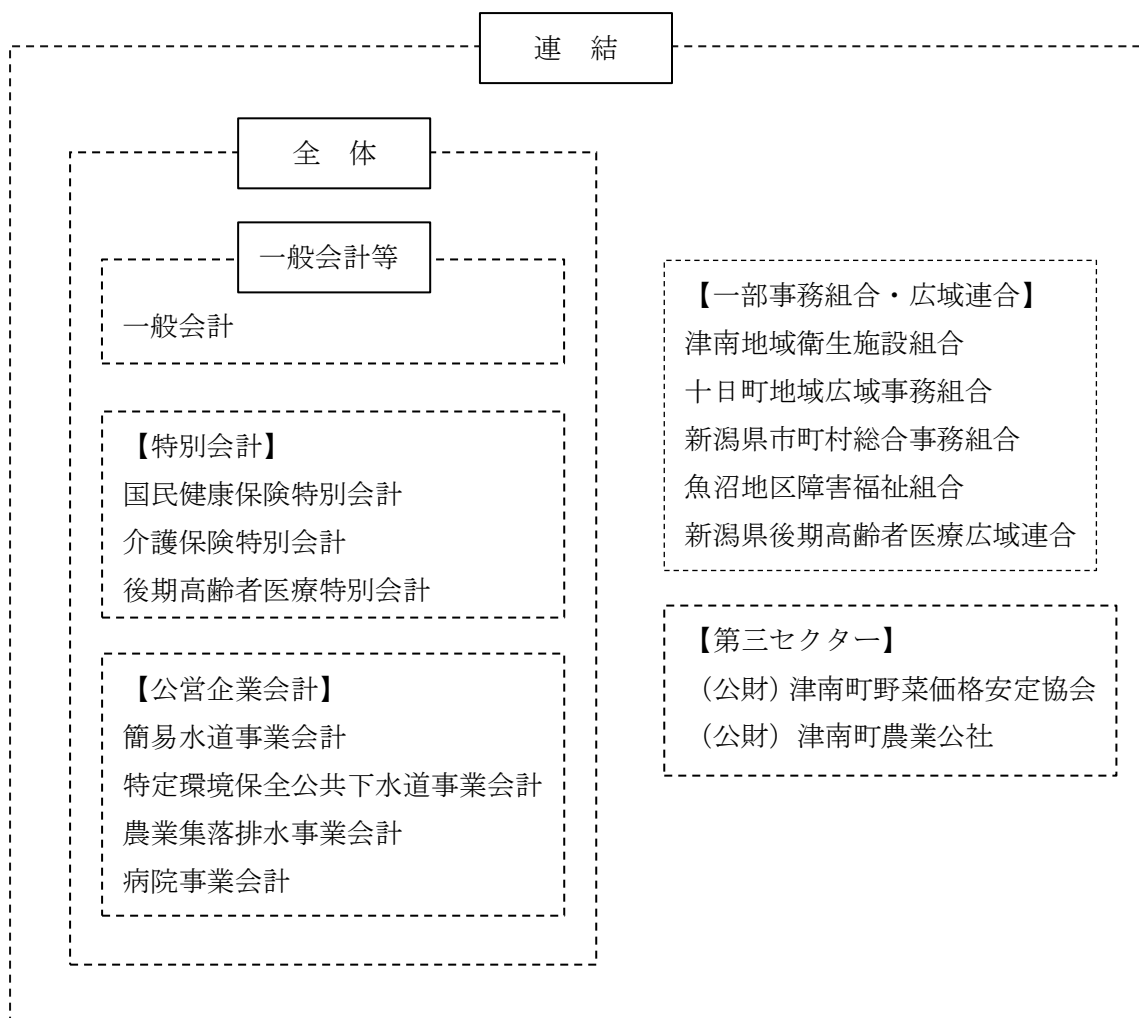 連 結
全 体
一般会計等
一般会計
【特別会計】
国民健康保険特別会計
介護保険特別会計
後期高齢者医療特別会計
【公営企業会計】
簡易水道事業会計
特定環境保全公共下水道事業会計
農業集落排水事業会計
病院事業会計
【一部事務組合・広域連合】
津南地域衛生施設組合
十日町地域広域事務組合
新潟県市町村総合事務組合
魚沼地区障害福祉組合
新潟県後期高齢者医療広域連合
【第三セクター】
（公財）津南町野菜価格安定協会
（公財）津南町農業公社